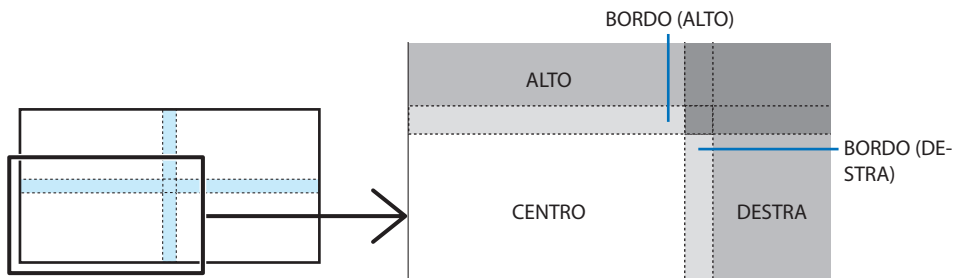 BORDO (ALTO)
ALTO
BORDO (DE-
STRA)
CENTRO
DESTRA